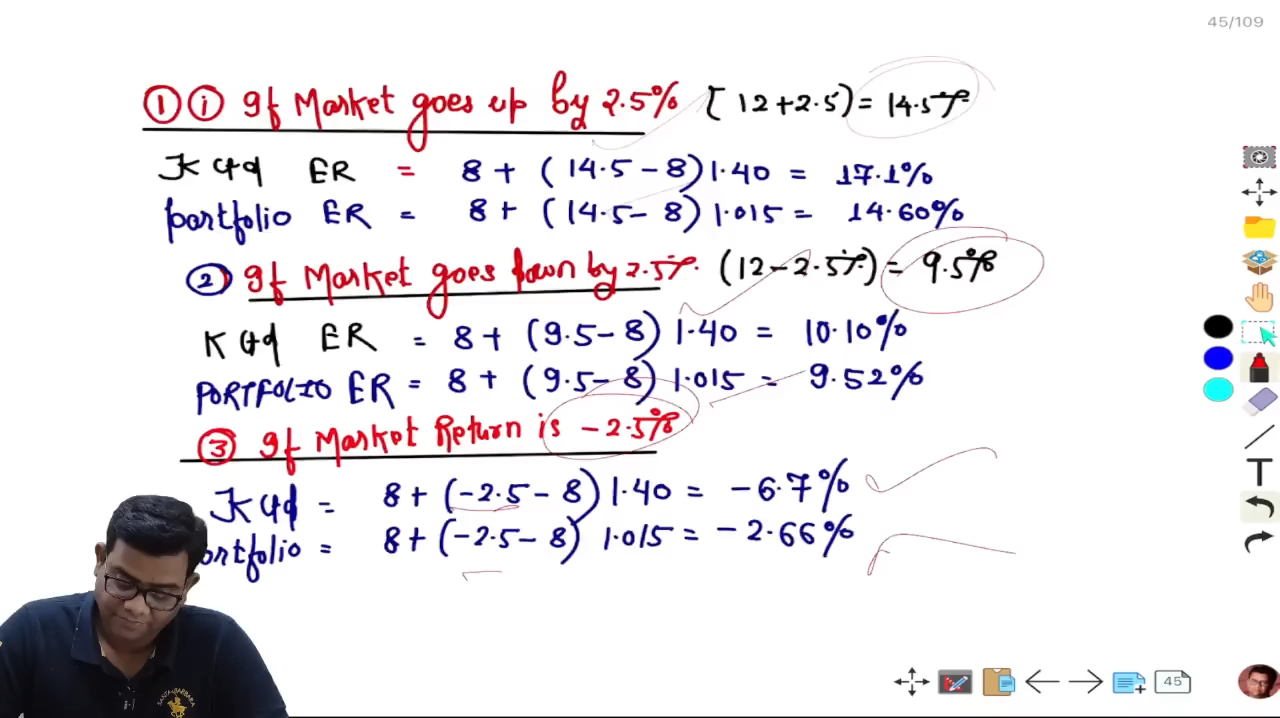 45/109
① ⓘ If Market goes up by 2.5% [12+2.5) = 14.5%
JK Ltd ER = 8 + (14.5 - 8) 1.40 = 17.1%
portfolio ER = 8 + (14.5 - 8) 1.015 = 14.60%
② If Market goes down by 2.5%. (12 - 2.5%) = 9.5%
K Ltd ER = 8 + (9.5 - 8) 1.40 = 10.10%
PORTFOLIO ER = 8 + (9.5 - 8) 1.015 = 9.52%
③ If Market Return is -2.5%
JK Ltd = 8 + (-2.5 - 8) 1.40 = -6.7%
ortfolio = 8 + (-2.5 - 8) 1.015 = -2.66%
T
45